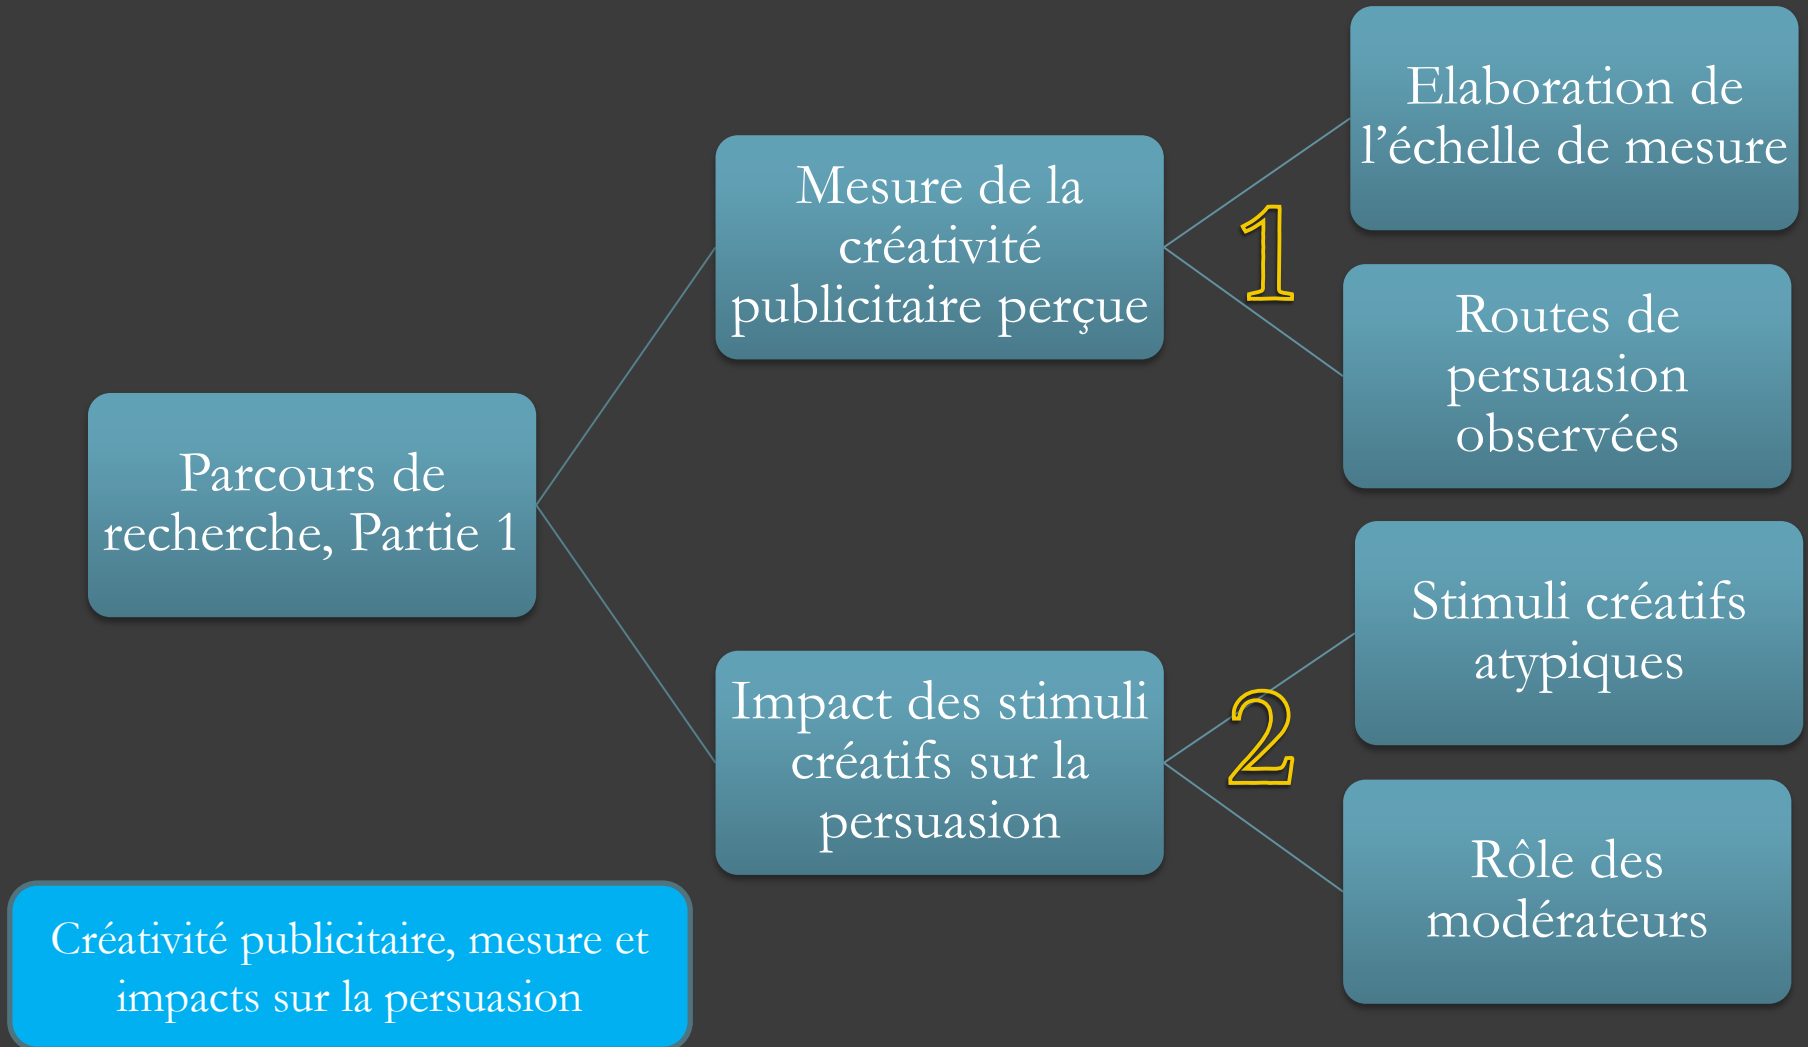 Parcours de
recherche, Partie 1
Mesure de la
créativité
publicitaire perçue
1
Elaboration de
l’échelle de mesure
Routes de
persuasion
observées
Impact des stimuli
créatifs sur la
persuasion
2
Stimuli créatifs
atypiques
Rôle des
modérateurs
Créativité publicitaire, mesure et
impacts sur la persuasion